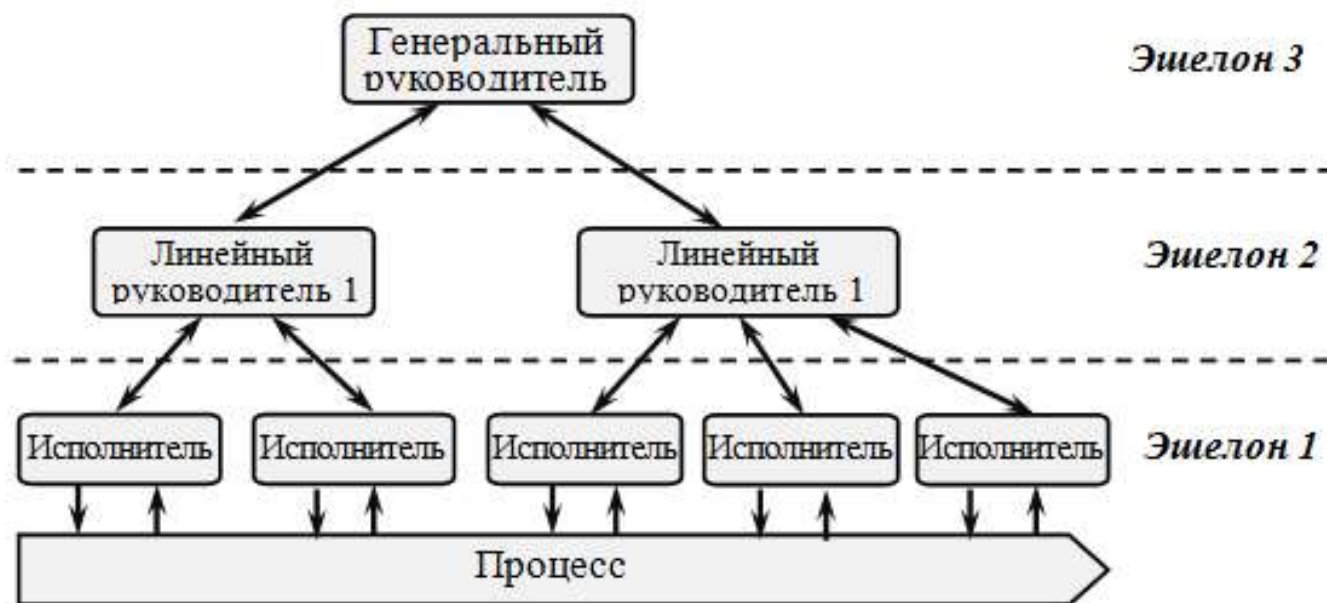 Генеральный
руководитель
Эшелон 3
Линейный
руководитель 1
Линейный
руководитель 1
Эшелон 2
Исполнитель
Исполнитель
Исполнитель
Исполнитель
Исполнитель
Эшелон 1
Процесс